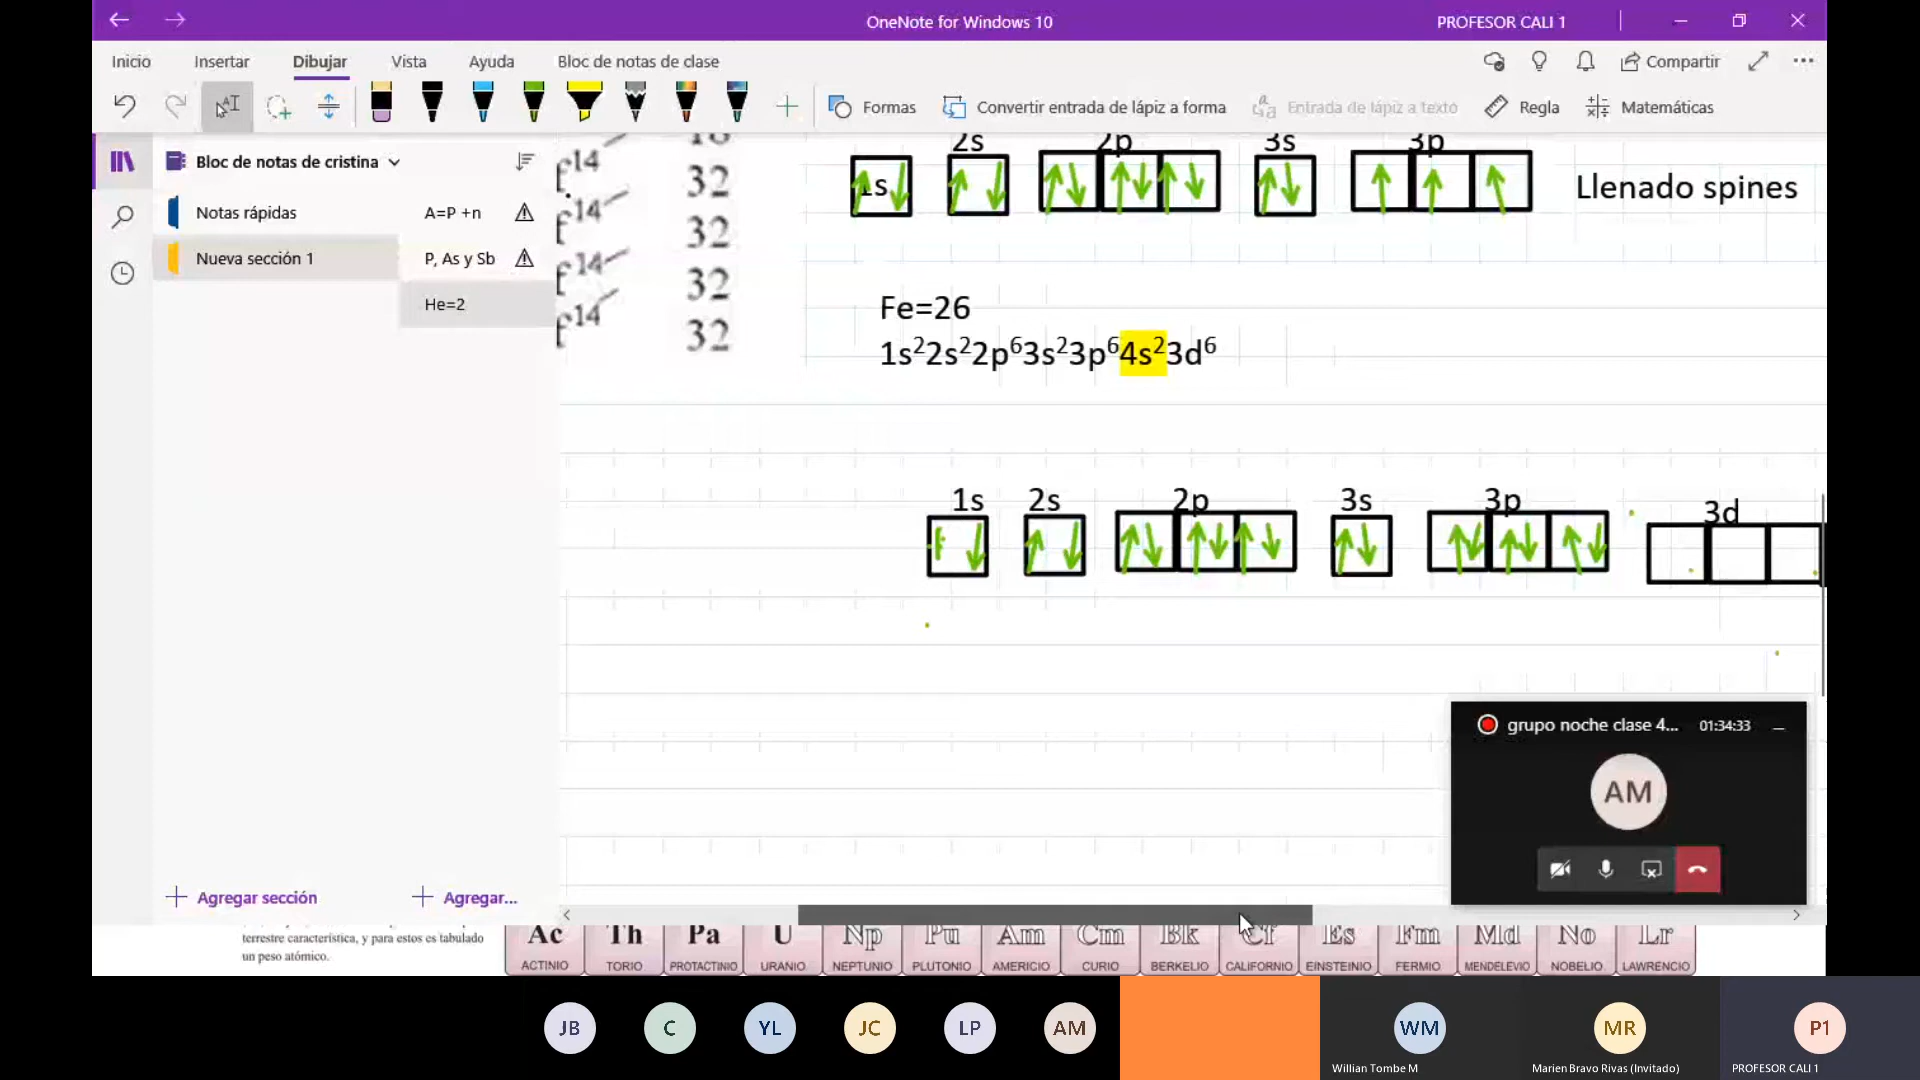 OneNote for Windows 10
PROFESOR CALI 1
Inicio
Insertar
Dibujar
Vista
Ayuda
Bloc de notas de clase
Compartir
Formas
Convertir entrada de lápiz a forma
Entrada de lápiz a texto
Regla
Matemáticas
Bloc de notas de cristina
Notas rápidas
A=P +n
Nueva sección 1
P, As y Sb
He=2
Agregar sección
Agregar...
f14
32
f14
32
f14
32
f14
32
2s 2p 3s 3p
1s
Llenado spines
Fe=26
1s²2s²2p⁶3s²3p⁶4s²3d⁶
1s 2s 2p 3s 3p 3d
grupo noche clase 4...
01:34:33
AM
terrestre característica, y para estos es tabulado
un peso atómico.
Ac Th Pa U Np Pu Am Cm Bk Cf Es Fm Md No Lr
ACTINIO TORIO PROTACTINIO URANIO NEPTUNIO PLUTONIO AMERICIO CURIO BERKELIO CALIFORNIO EINSTEINIO FERMIO MENDELEVIO NOBELIO LAWRENCIO
JB C YL JC LP AM WM MR P1
Willian Tombe M
Marien Bravo Rivas (Invitado)
PROFESOR CALI 1